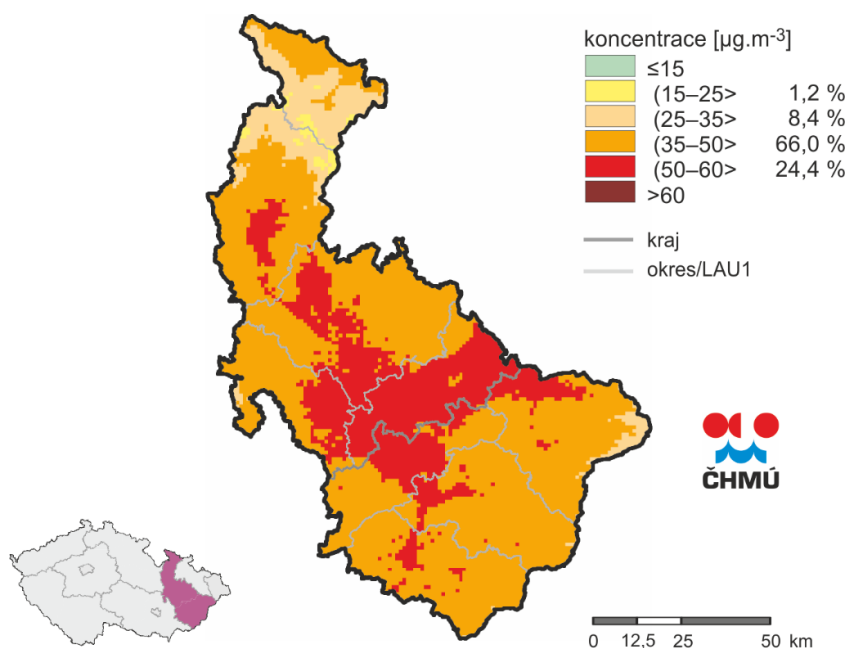 koncentrace [µg.m-3]
≤15
(15–25> 1,2 %
(25–35> 8,4 %
(35–50> 66,0 %
(50–60> 24,4 %
>60
kraj
okres/LAU1
ČHMÚ
0 12,5 25 50 km